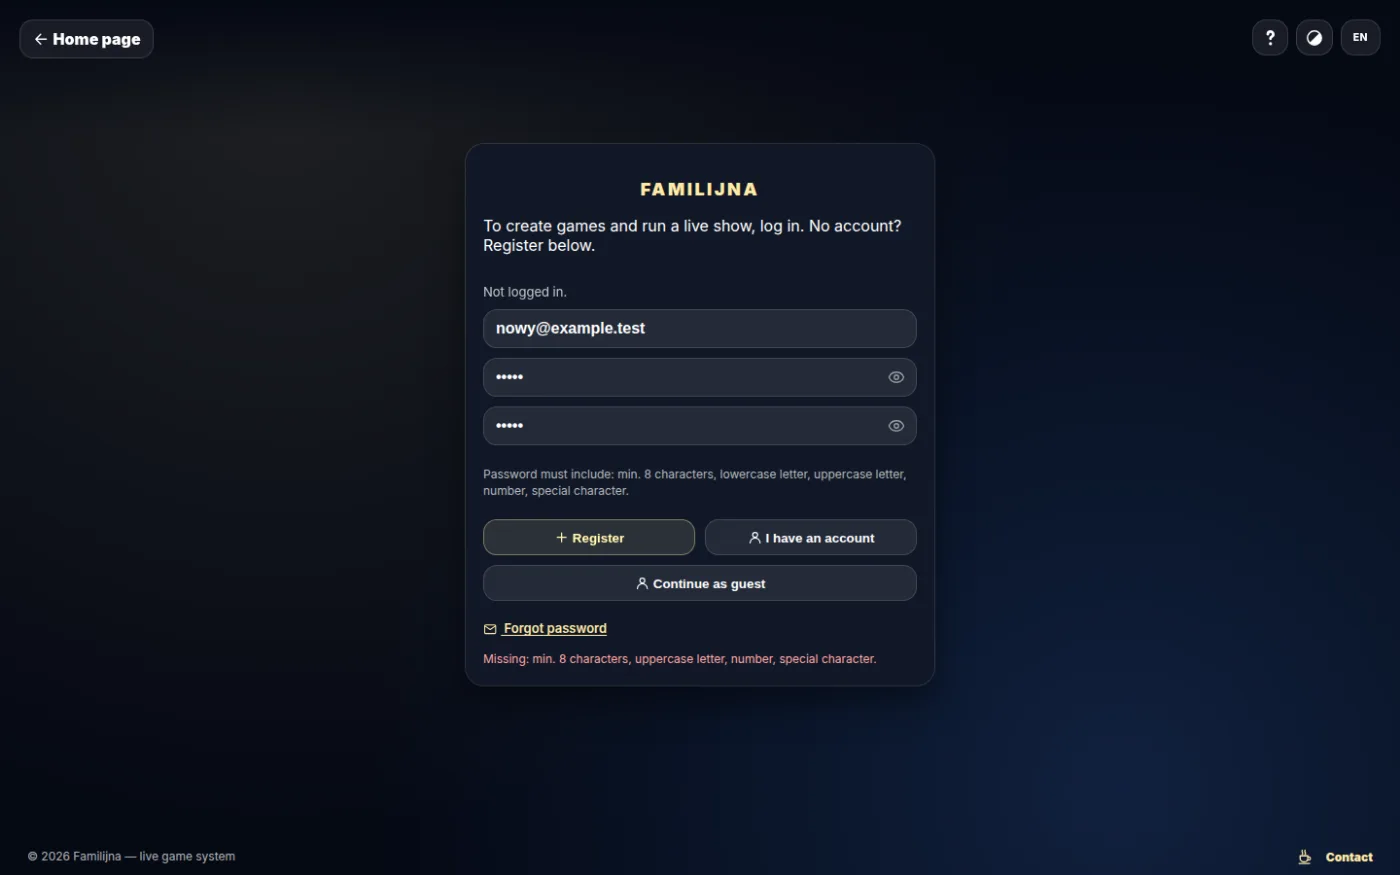 Home page
?
EN
FAMILIJNA
To create games and run a live show, log in. No account?
Register below.
Not logged in.
nowy@example.test
•••••
•••••
Password must include: min. 8 characters, lowercase letter, uppercase letter,
number, special character.
Register
I have an account
Continue as guest
Forgot password
Missing: min. 8 characters, uppercase letter, number, special character.
© 2026 Familijna — live game system
Contact